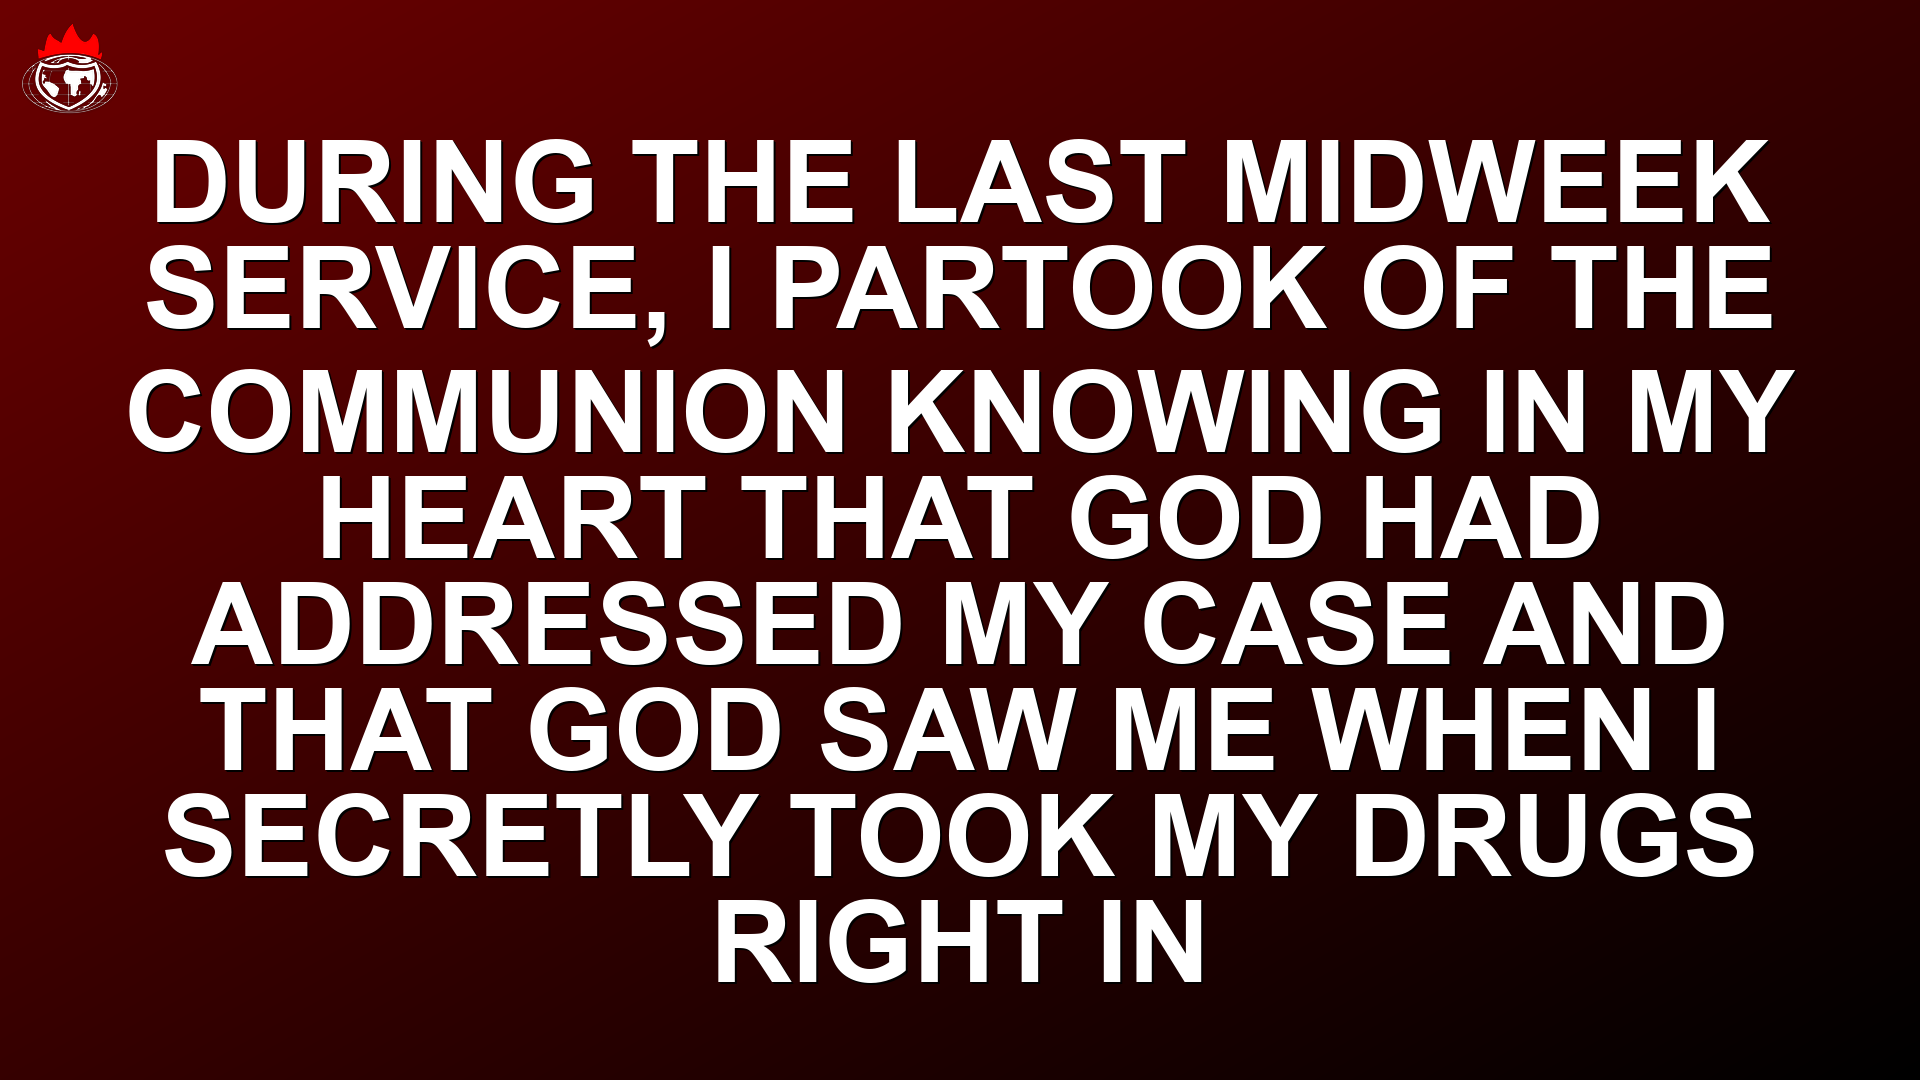 DURING THE LAST MIDWEEK
SERVICE, I PARTOOK OF THE
COMMUNION KNOWING IN MY
HEART THAT GOD HAD
ADDRESSED MY CASE AND
THAT GOD SAW ME WHEN I
SECRETLY TOOK MY DRUGS
RIGHT IN